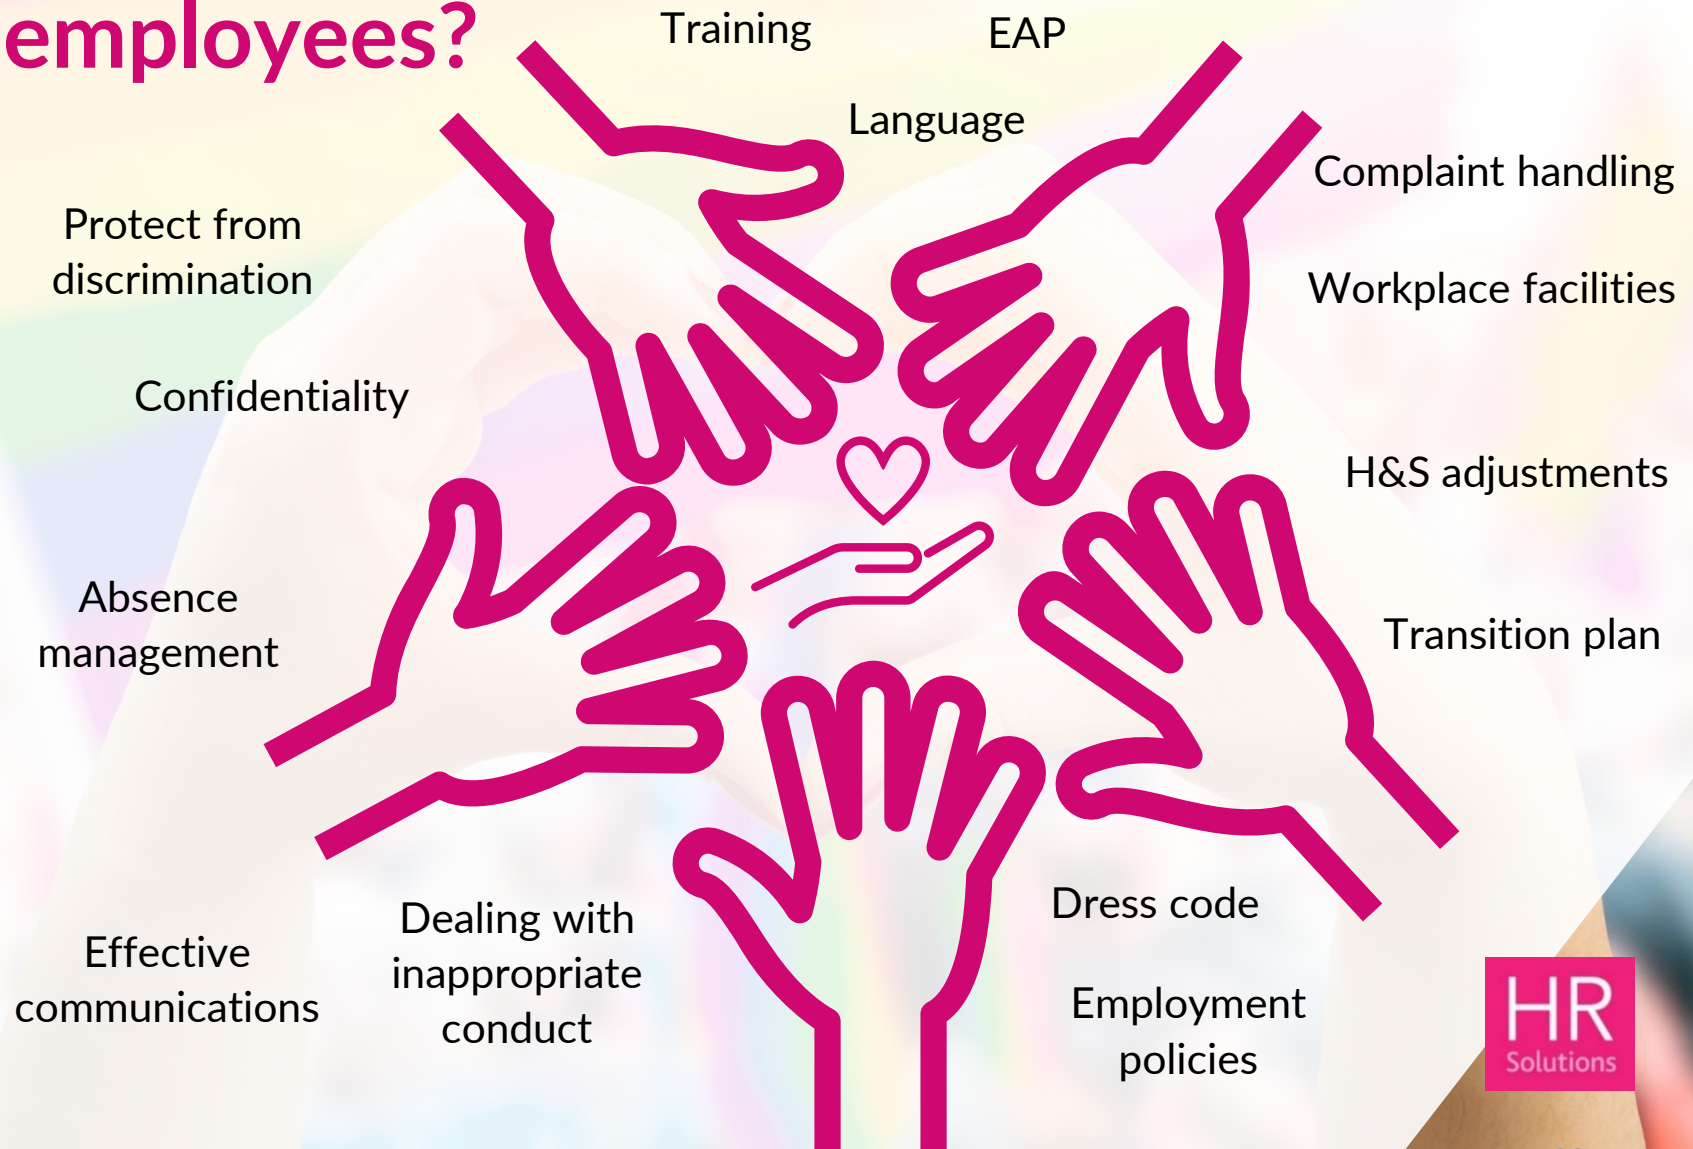 employees?
Training
EAP
Language
Complaint handling
Protect from
discrimination
Workplace facilities
Confidentiality
H&S adjustments
Absence
management
Transition plan
Dress code
Dealing with
inappropriate
conduct
Effective
communications
Employment
policies
HR
Solutions